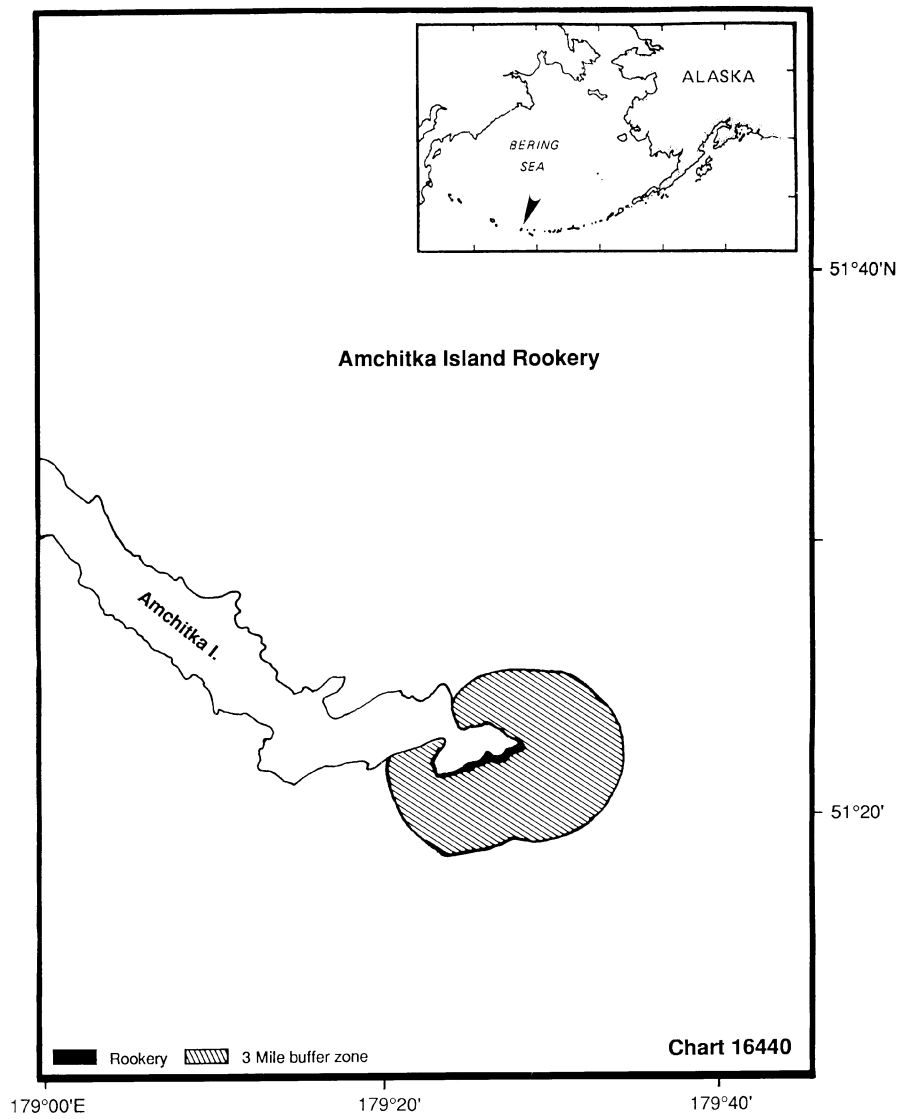 ALASKA
BERING
SEA
51°40'N
Amchitka Island Rookery
Amchitka I.
51°20'
Rookery
3 Mile buffer zone
Chart 16440
179°00'E
179°20'
179°40'